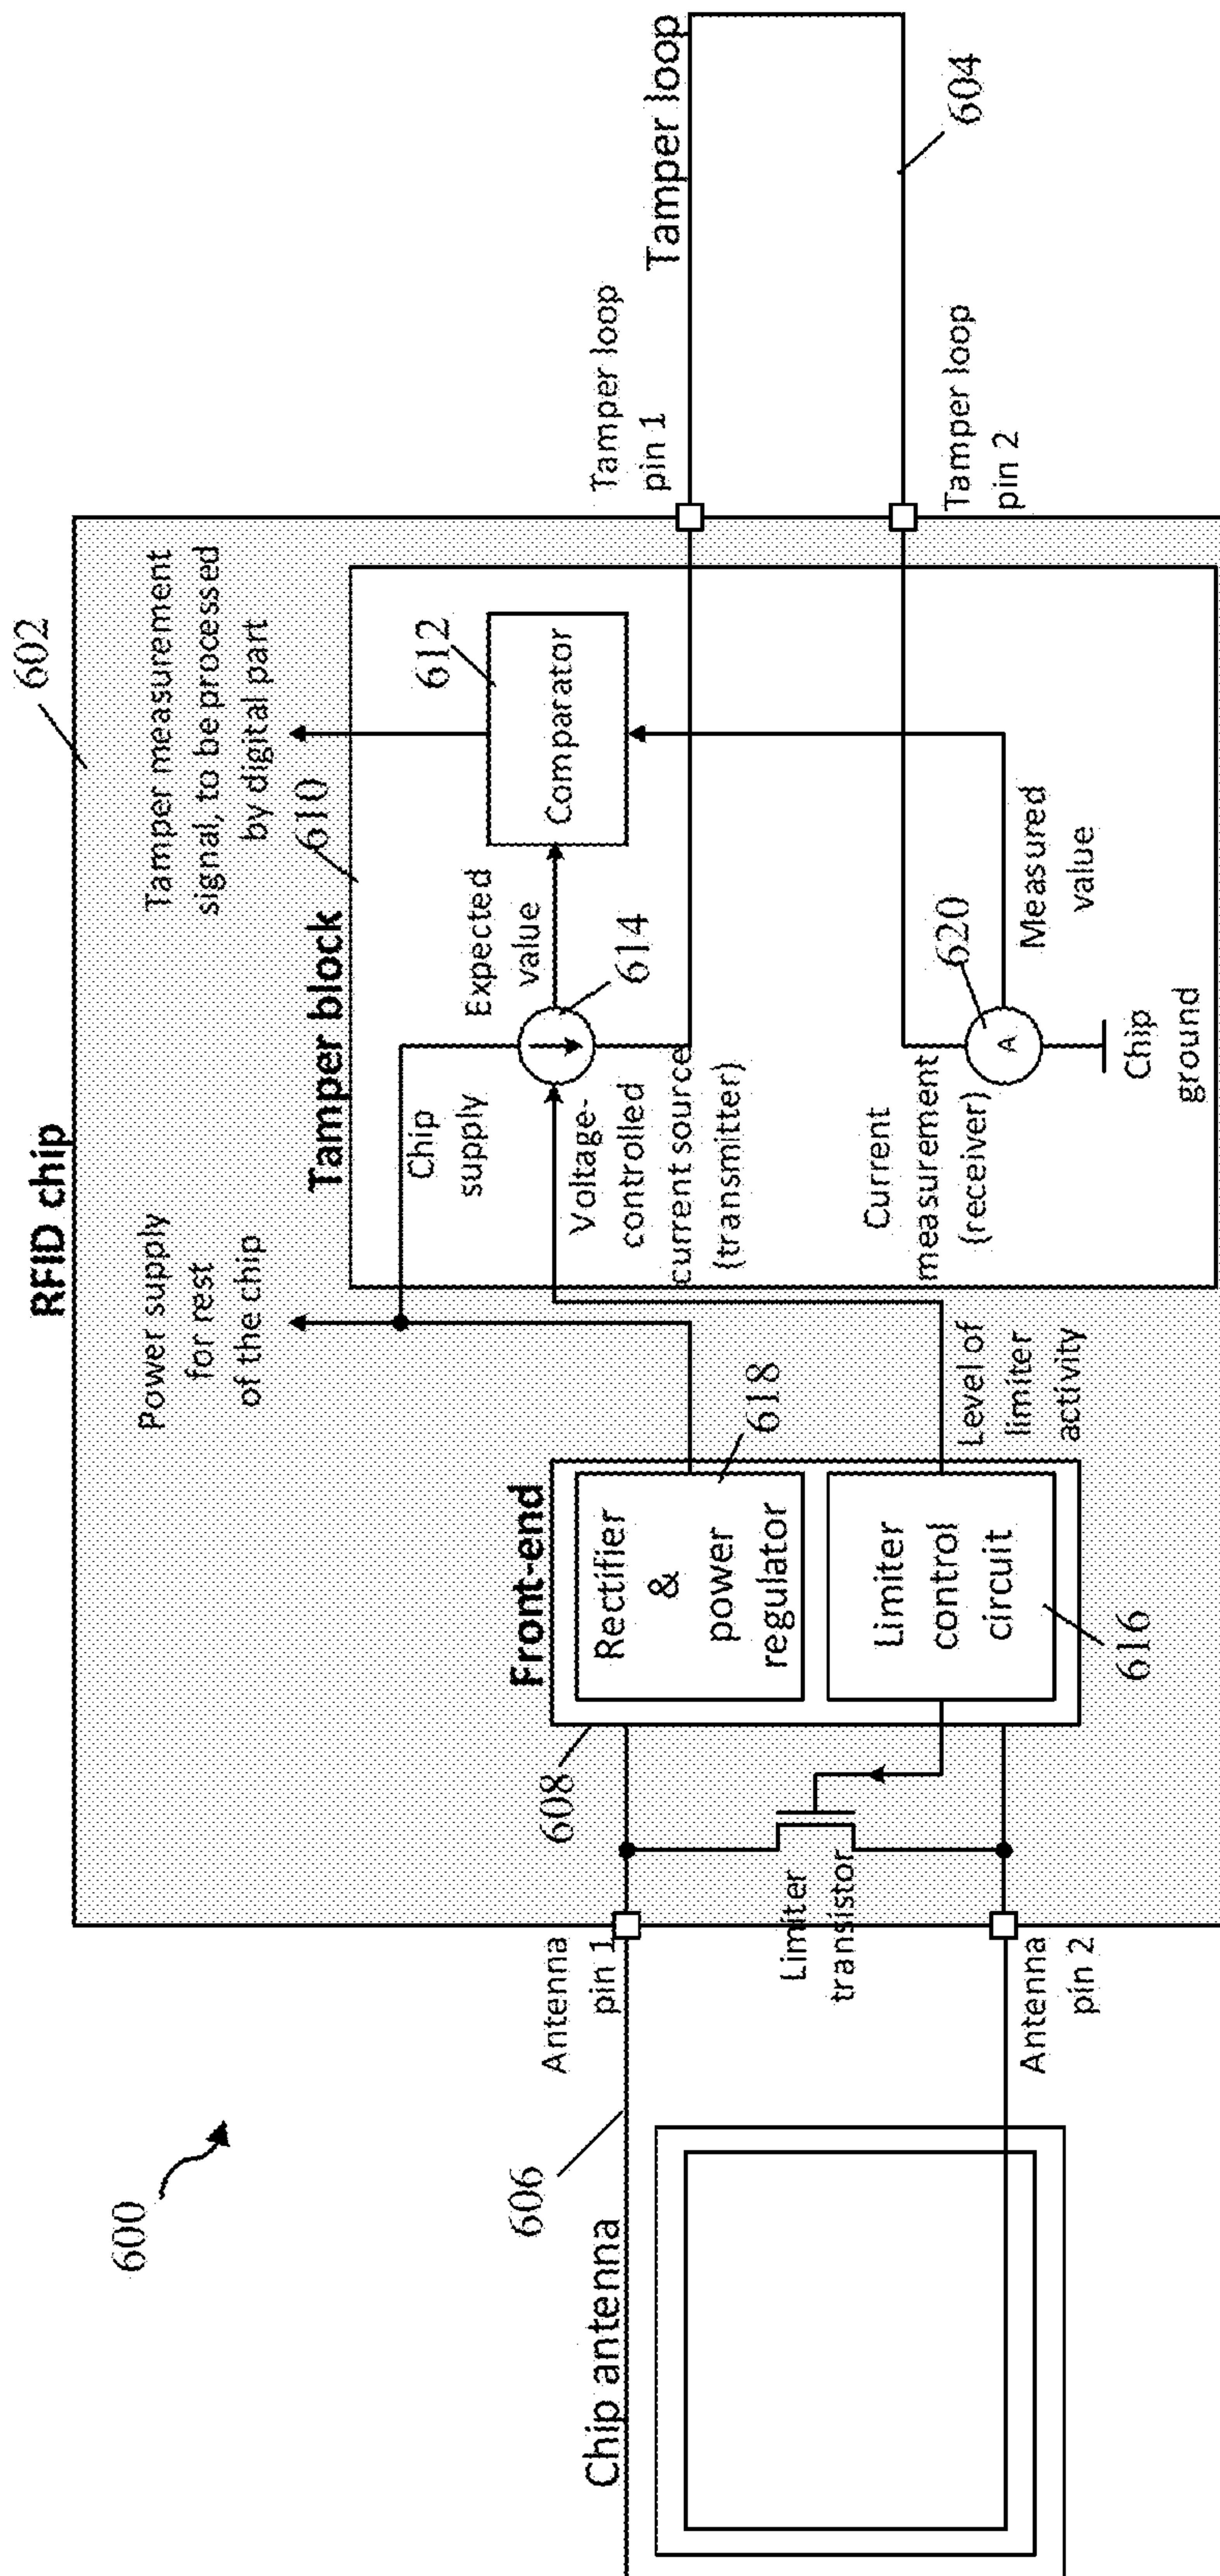 600
RFID chip
602
Power supply
for rest
of the chip
Tamper measurement
signal, to be processed
by digital part
610
Tamper block
Chip
supply
Expected
value
612
Comparator
614
Voltage-
controlled
current source
(transmitter)
Tamper loop
pin 1
Tamper loop
604
Tamper loop
pin 2
Front-end
Rectifier
&
power
regulator
618
Limiter
control
circuit
616
Level of
limiter
activity
Current
measurement
(receiver)
620
A
Measured
value
Chip
ground
Chip antenna
606
Antenna
pin 1
608
Limiter
transistor
Antenna
pin 2